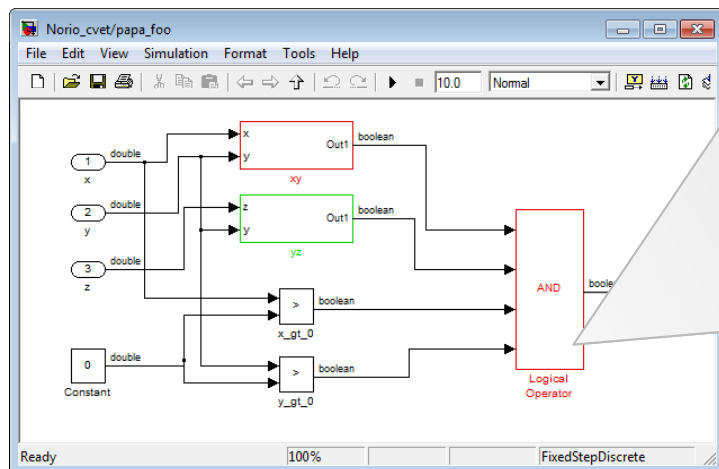 Norio_cvet/papa_foo
File Edit View Simulation Format Tools Help
10.0 Normal
x
y
Out1
boolean
xy
1
double
x
2
double
y
z
y
Out1
boolean
yz
3
double
z
AND
>
boolean
x_gt_0
0
double
Constant
>
boolean
y_gt_0
Logical
Operator
Ready 100% FixedStepDiscrete